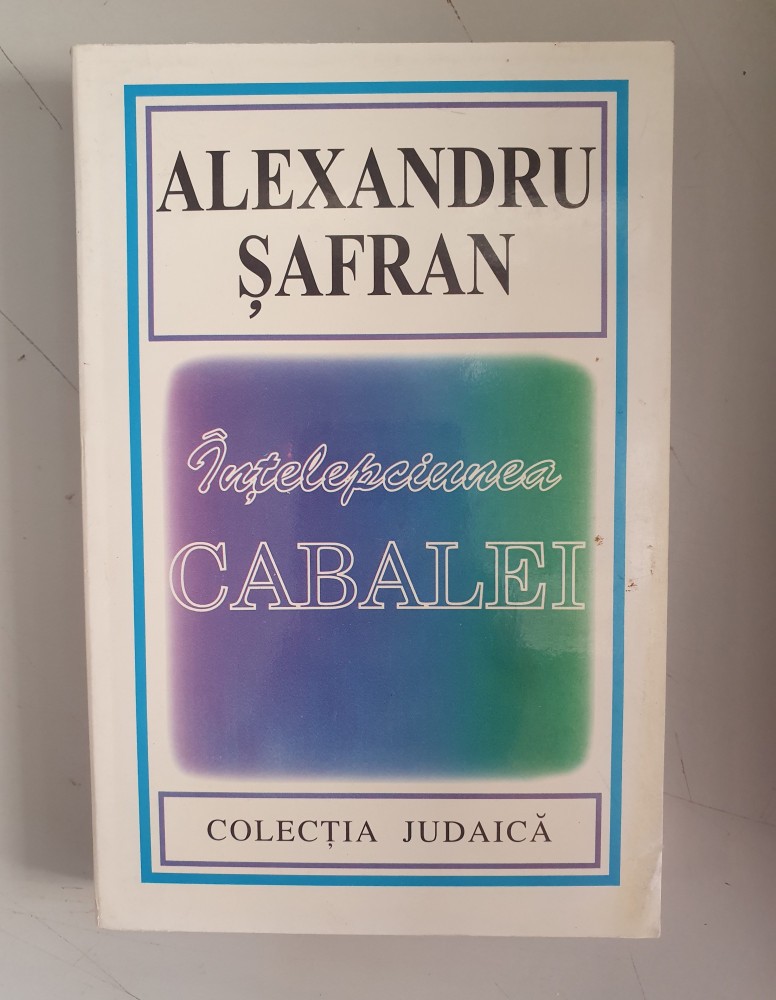 ALEXANDRU
ȘAFRAN
Înțelepciunea
CABALEI
COLECȚIA JUDAICĂ